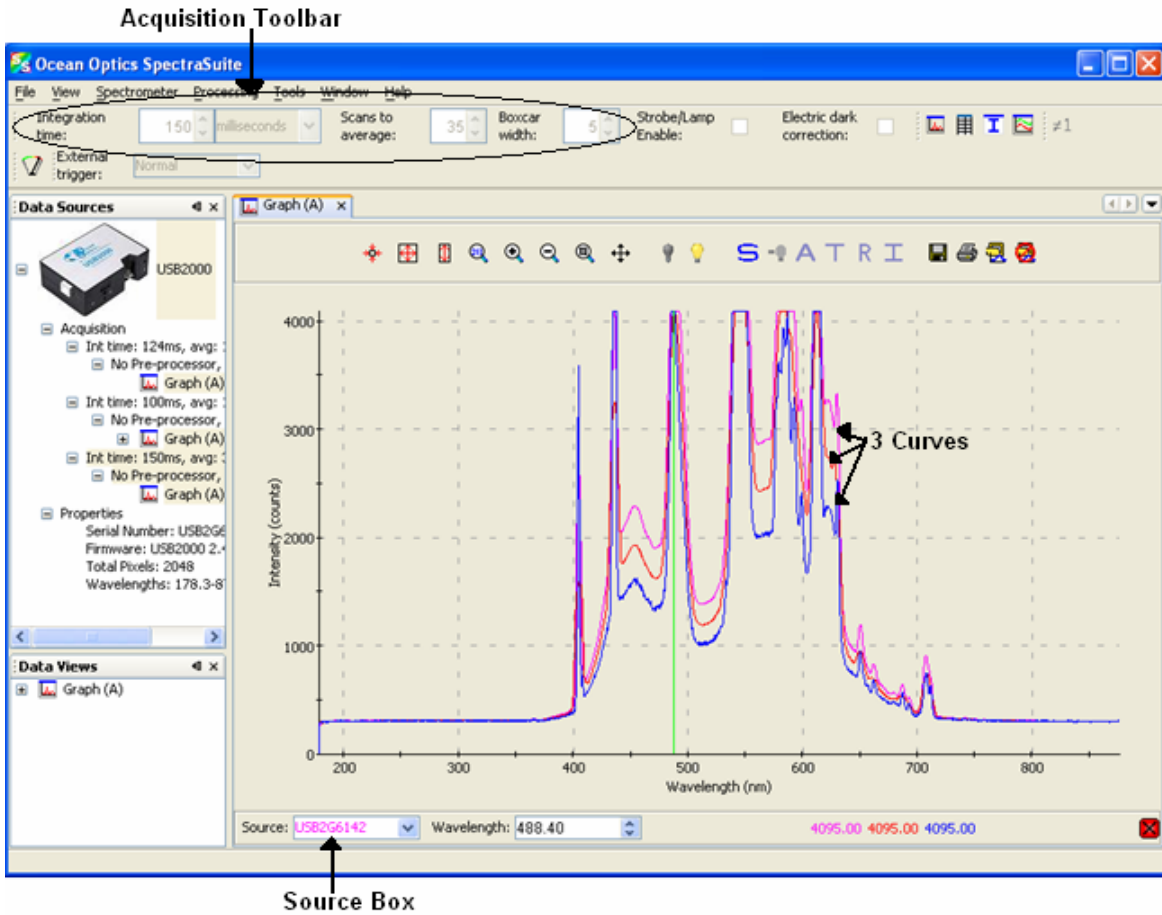 Acquisition Toolbar
Ocean Optics SpectraSuite
File View Spectrometer Processing Tools Window Help
Integration time: 150 milliseconds Scans to average: 35 Boxcar width: 5 Strobe/Lamp Enable: Electric dark correction: ≠1
External trigger: Normal
Data Sources
Graph (A)
USB2000
S A T R I
Acquisition
Int time: 124ms, avg:
No Pre-processor,
Graph (A)
Int time: 100ms, avg:
No Pre-processor,
Graph (A)
Int time: 150ms, avg:
No Pre-processor,
Graph (A)
Properties
Serial Number: USB2G6
Firmware: USB2000 2.
Total Pixels: 2048
Wavelengths: 178.3-8
Data Views
Graph (A)
Intensity (counts)
4000
3000
2000
1000
0
3 Curves
200 300 400 500 600 700 800
Wavelength (nm)
Source: USB2G6142 Wavelength: 488.40 4095.00 4095.00 4095.00
Source Box